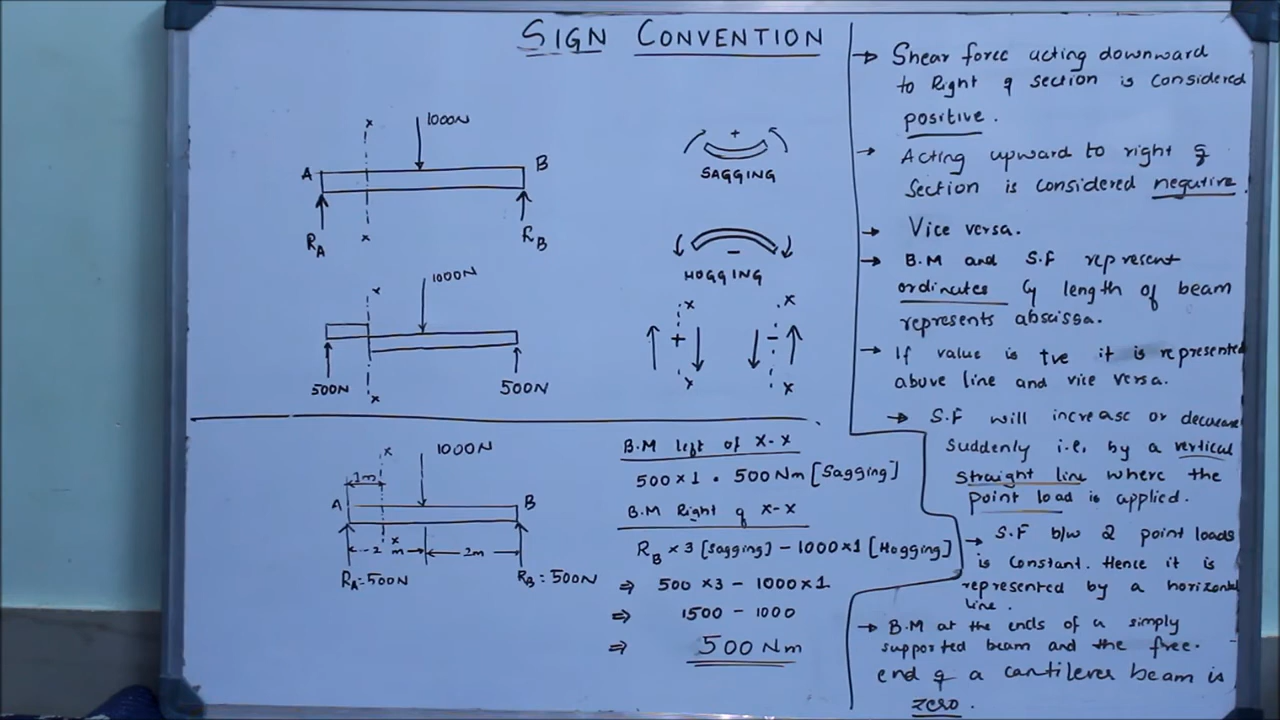 SIGN CONVENTION
x
1000N
A
B
x
RA
RB
x
1000N
500N
500N
x
+
SAGGING
-
HOGGING
x
x
+
-
x
x
1000N
x
1m
A
B
x
2 m
2m
RA=500N
RB = 500N
B.M left of X-X
500×1 = 500Nm [Sagging]
B.M Right of X-X
RB × 3 [Sagging] - 1000×1 [Hogging]
⇒ 500 ×3 - 1000×1
⇒ 1500 - 1000
⇒ 500 Nm
→ Shear force acting downward
to Right of section is considered
positive.
→ Acting upward to right of
Section is considered negative.
→ Vice versa.
→ B.M and S.F represent
ordinates & length of beam
represents abscissa.
→ If value is +ve it is represented
above line and vice versa.
→ S.F will increase or decrease
suddenly i.e. by a vertical
straight line where the
point load is applied.
→ S.F b/w 2 point loads
is constant. Hence it is
represented by a horizontal
line.
→ B.M at the ends of a simply
supported beam and the free
end of a cantilever beam is
zero.